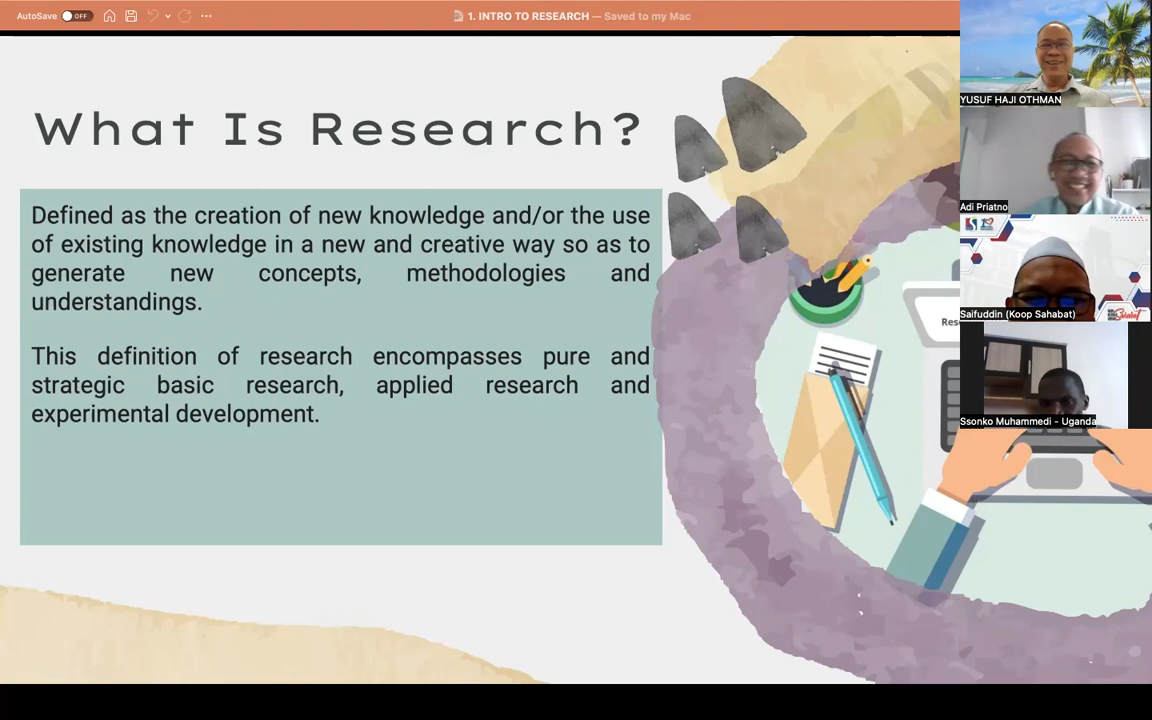 AutoSave OFF
1. INTRO TO RESEARCH — Saved to my Mac
What Is Research?
Defined as the creation of new knowledge and/or the use
of existing knowledge in a new and creative way so as to
generate new concepts, methodologies and
understandings.
This definition of research encompasses pure and
strategic basic research, applied research and
experimental development.
YUSUF HAJI OTHMAN
Adi Priatno
Saifuddin (Koop Sahabat)
Ssonko Muhammedi - Uganda